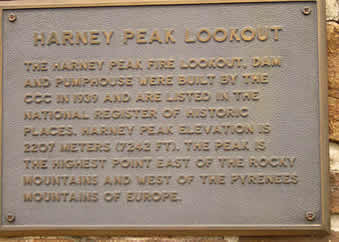 HARNEY PEAK LOOKOUT
THE HARNEY PEAK FIRE LOOKOUT, DAM
AND PUMPHOUSE WERE BUILT BY THE
CCC IN 1939 AND ARE LISTED IN THE
NATIONAL REGISTER OF HISTORIC
PLACES. HARNEY PEAK ELEVATION IS
2207 METERS (7242 FT). THE PEAK IS
THE HIGHEST POINT EAST OF THE ROCKY
MOUNTAINS AND WEST OF THE PYRENEES
MOUNTAINS OF EUROPE.